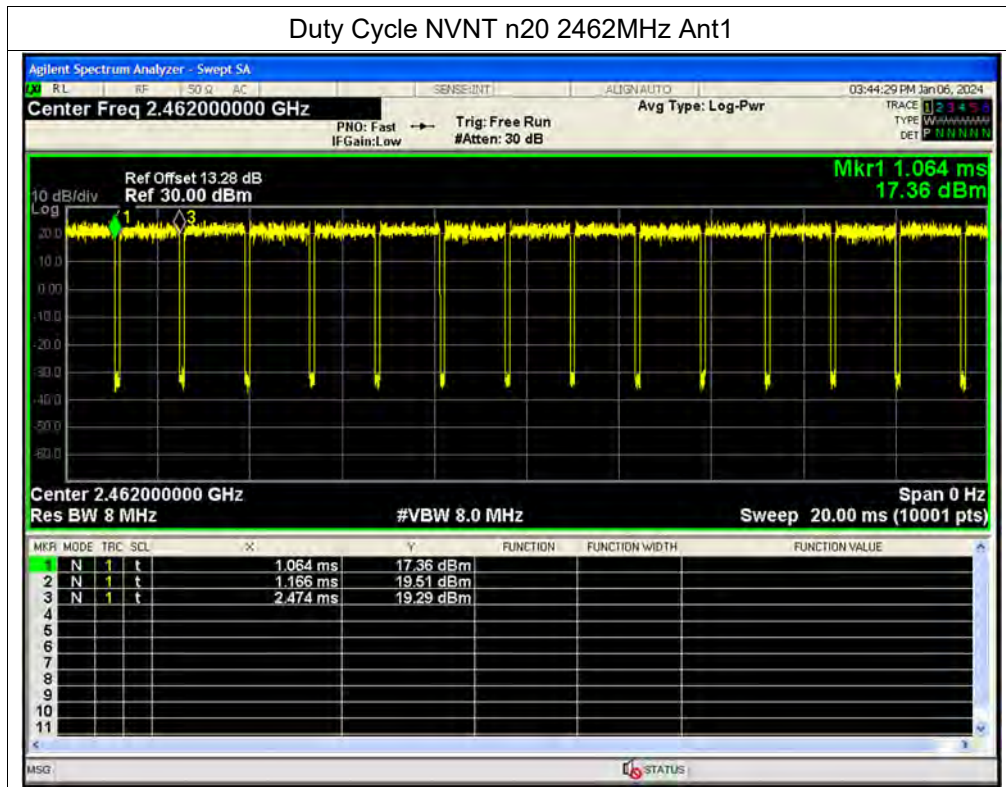 Duty Cycle NVNT n20 2462MHz Ant1
Agilent Spectrum Analyzer - Swept SA
RL RF 50 Ω AC SENSE:INT ALIGN AUTO 03:44:29 PM Jan 06, 2024
Center Freq 2.462000000 GHz Avg Type: Log-Pwr TRACE 1 2 3 4 5 6
PNO: Fast Trig: Free Run TYPE W
IFGain:Low #Atten: 30 dB DET P N N N N N
Mkr1 1.064 ms
Ref Offset 13.28 dB
10 dB/div Ref 30.00 dBm 17.36 dBm
Log
1 3
20.0
10.0
0.00
-10.0
-20.0
-30.0
-40.0
-50.0
-60.0
Center 2.462000000 GHz Span 0 Hz
Res BW 8 MHz #VBW 8.0 MHz Sweep 20.00 ms (10001 pts)
MKR MODE TRC SCL X Y FUNCTION FUNCTION WIDTH FUNCTION VALUE
1 N 1 t 1.064 ms 17.36 dBm
2 N 1 t 1.166 ms 19.51 dBm
3 N 1 t 2.474 ms 19.29 dBm
4
5
6
7
8
9
10
11
MSG STATUS